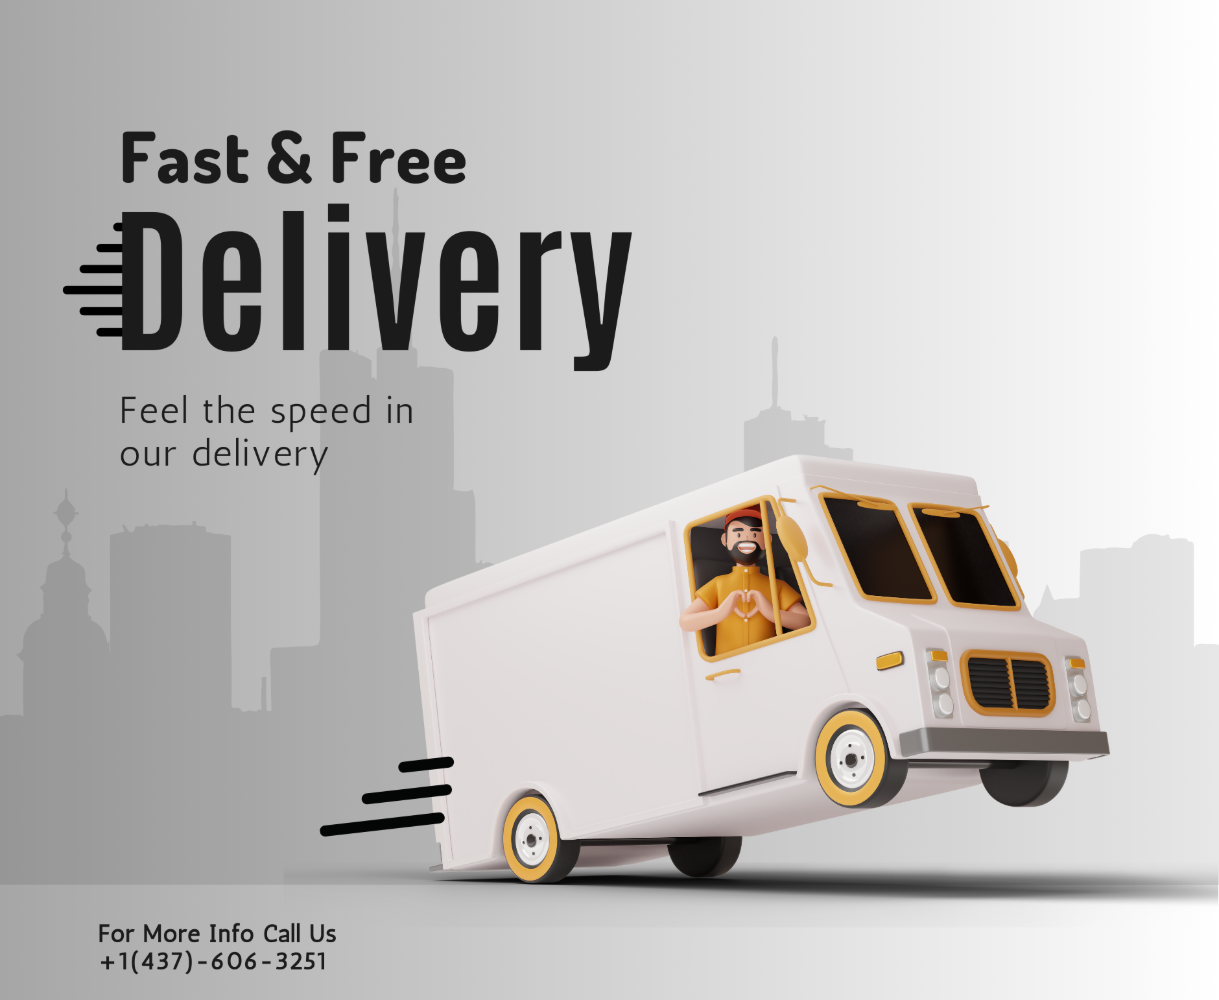 Fast & Free
Delivery
Feel the speed in
our delivery
For More Info Call Us
+1(437)-606-3251